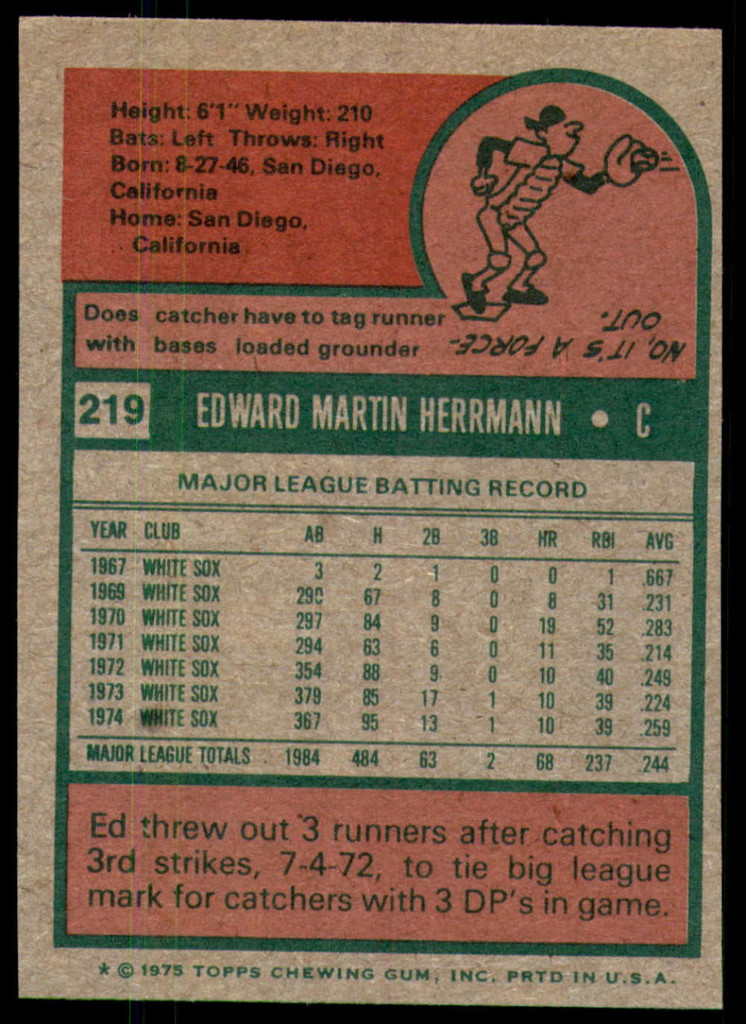 Height: 6'1" Weight: 210
Bats: Left Throws: Right
Born: 8-27-46, San Diego,
California
Home: San Diego,
California
Does catcher have to tag runner
with bases loaded grounder
NO, IT'S A FORCE-
OUT.
219 EDWARD MARTIN HERRMANN • C
MAJOR LEAGUE BATTING RECORD
YEAR CLUB AB H 2B 3B HR RBI AVG
1967 WHITE SOX 3 2 1 0 0 1 .667
1969 WHITE SOX 290 67 8 0 8 31 .231
1970 WHITE SOX 297 84 9 0 19 52 .283
1971 WHITE SOX 294 63 6 0 11 35 .214
1972 WHITE SOX 354 88 9 0 10 40 .249
1973 WHITE SOX 379 85 17 1 10 39 .224
1974 WHITE SOX 367 95 13 1 10 39 .259
MAJOR LEAGUE TOTALS 1984 484 63 2 68 237 .244
Ed threw out 3 runners after catching
3rd strikes, 7-4-72, to tie big league
mark for catchers with 3 DP's in game.
* © 1975 TOPPS CHEWING GUM, INC. PRTD IN U.S.A.